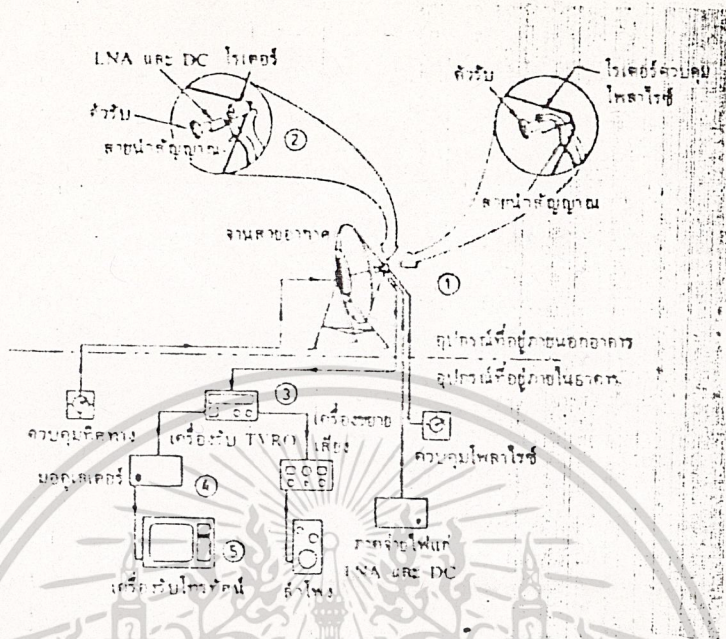 LNA และ DC โรเตอร์
ตัวรับ
สายนำสัญญาณ
②
ตัวรับ
โรเตอร์ควบคุม
โพลาไรซ์
สายนำสัญญาณ
จานสายอากาศ
①
อุปกรณ์ที่อยู่ภายนอกอาคาร
อุปกรณ์ที่อยู่ภายในอาคาร
③
ควบคุมทิศทาง
เครื่องรับ TVRO
เครื่องขยาย
เสียง
ควบคุมโพลาไรซ์
มอดูเลเตอร์
④
⑤
เครื่องรับโทรทัศน์
ลำโพง
ภาคจ่ายไฟแก่
LNA และ DC